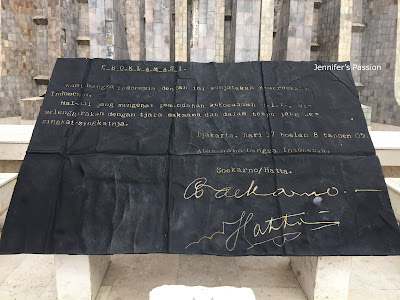 Jennifer's Passion
P R O K L A M A S I.
Kami bangsa Indonesia dengan ini menjatakan kemerdekaan
Indonesia.
Hal-hal jang mengenai pemindahan kekoeasaan d.l.l., di-
selenggarakan dengan tjara saksama dan dalam tempo jang se-
singkat-singkatnja.
Djakarta, hari 17 boelan 8 tahoen 05
Atas nama bangsa Indonesia.
Soekarno/Hatta.
Soekarno
Hatta